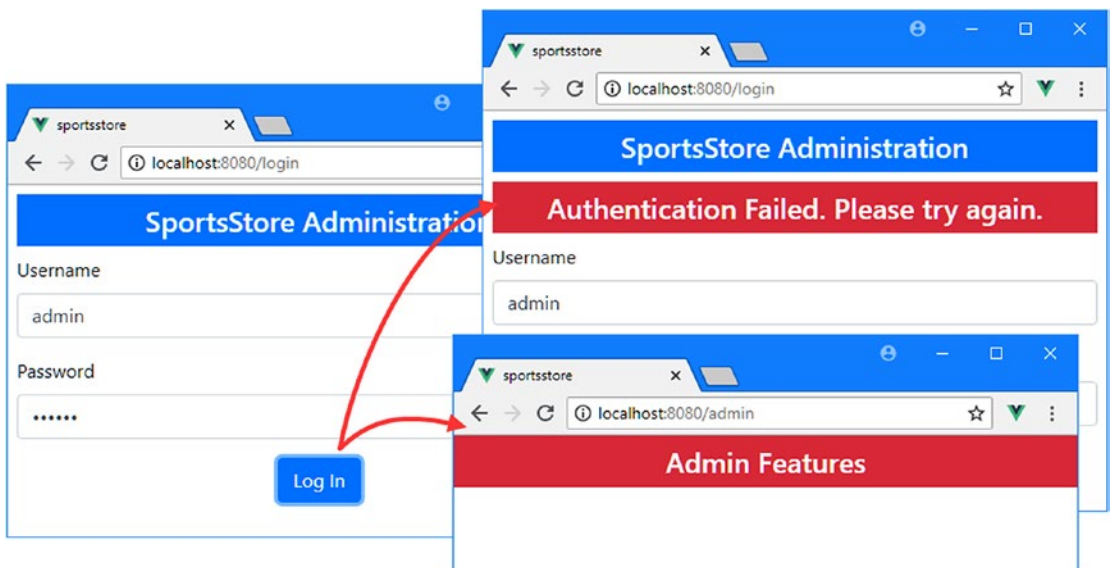 sportsstore
localhost:8080/login
SportsStore Administration
Username
admin
Password
••••••
Log In
sportsstore
localhost:8080/login
SportsStore Administration
Authentication Failed. Please try again.
Username
admin
sportsstore
localhost:8080/admin
Admin Features